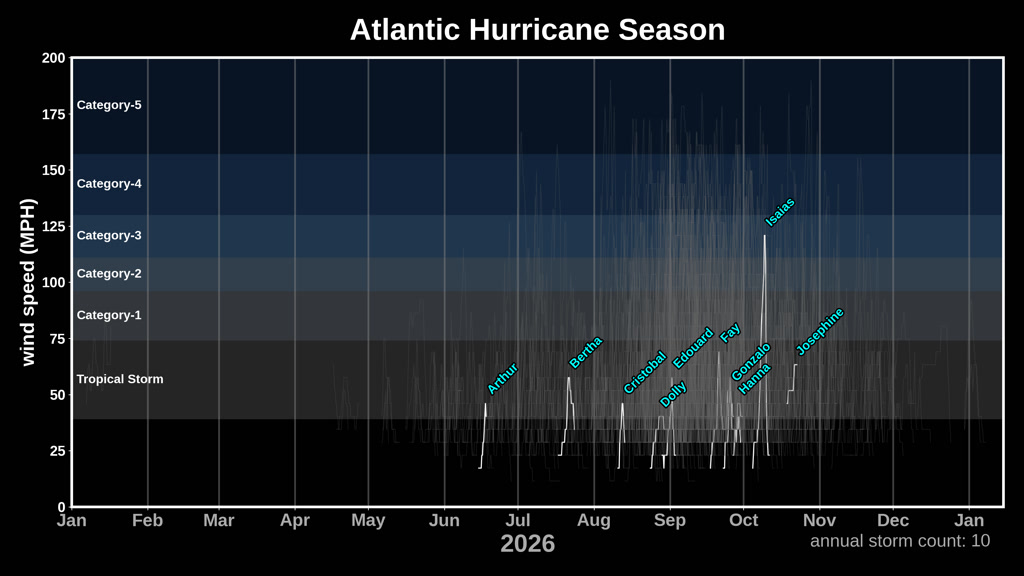 Atlantic Hurricane Season
wind speed (MPH)
200
175
150
125
100
75
50
25
0
Category-5
Category-4
Category-3
Category-2
Category-1
Tropical Storm
Arthur
Bertha
Cristobal
Dolly
Edouard
Fay
Gonzalo
Hanna
Isaias
Josephine
Jan Feb Mar Apr May Jun Jul Aug Sep Oct Nov Dec Jan
2026
annual storm count: 10